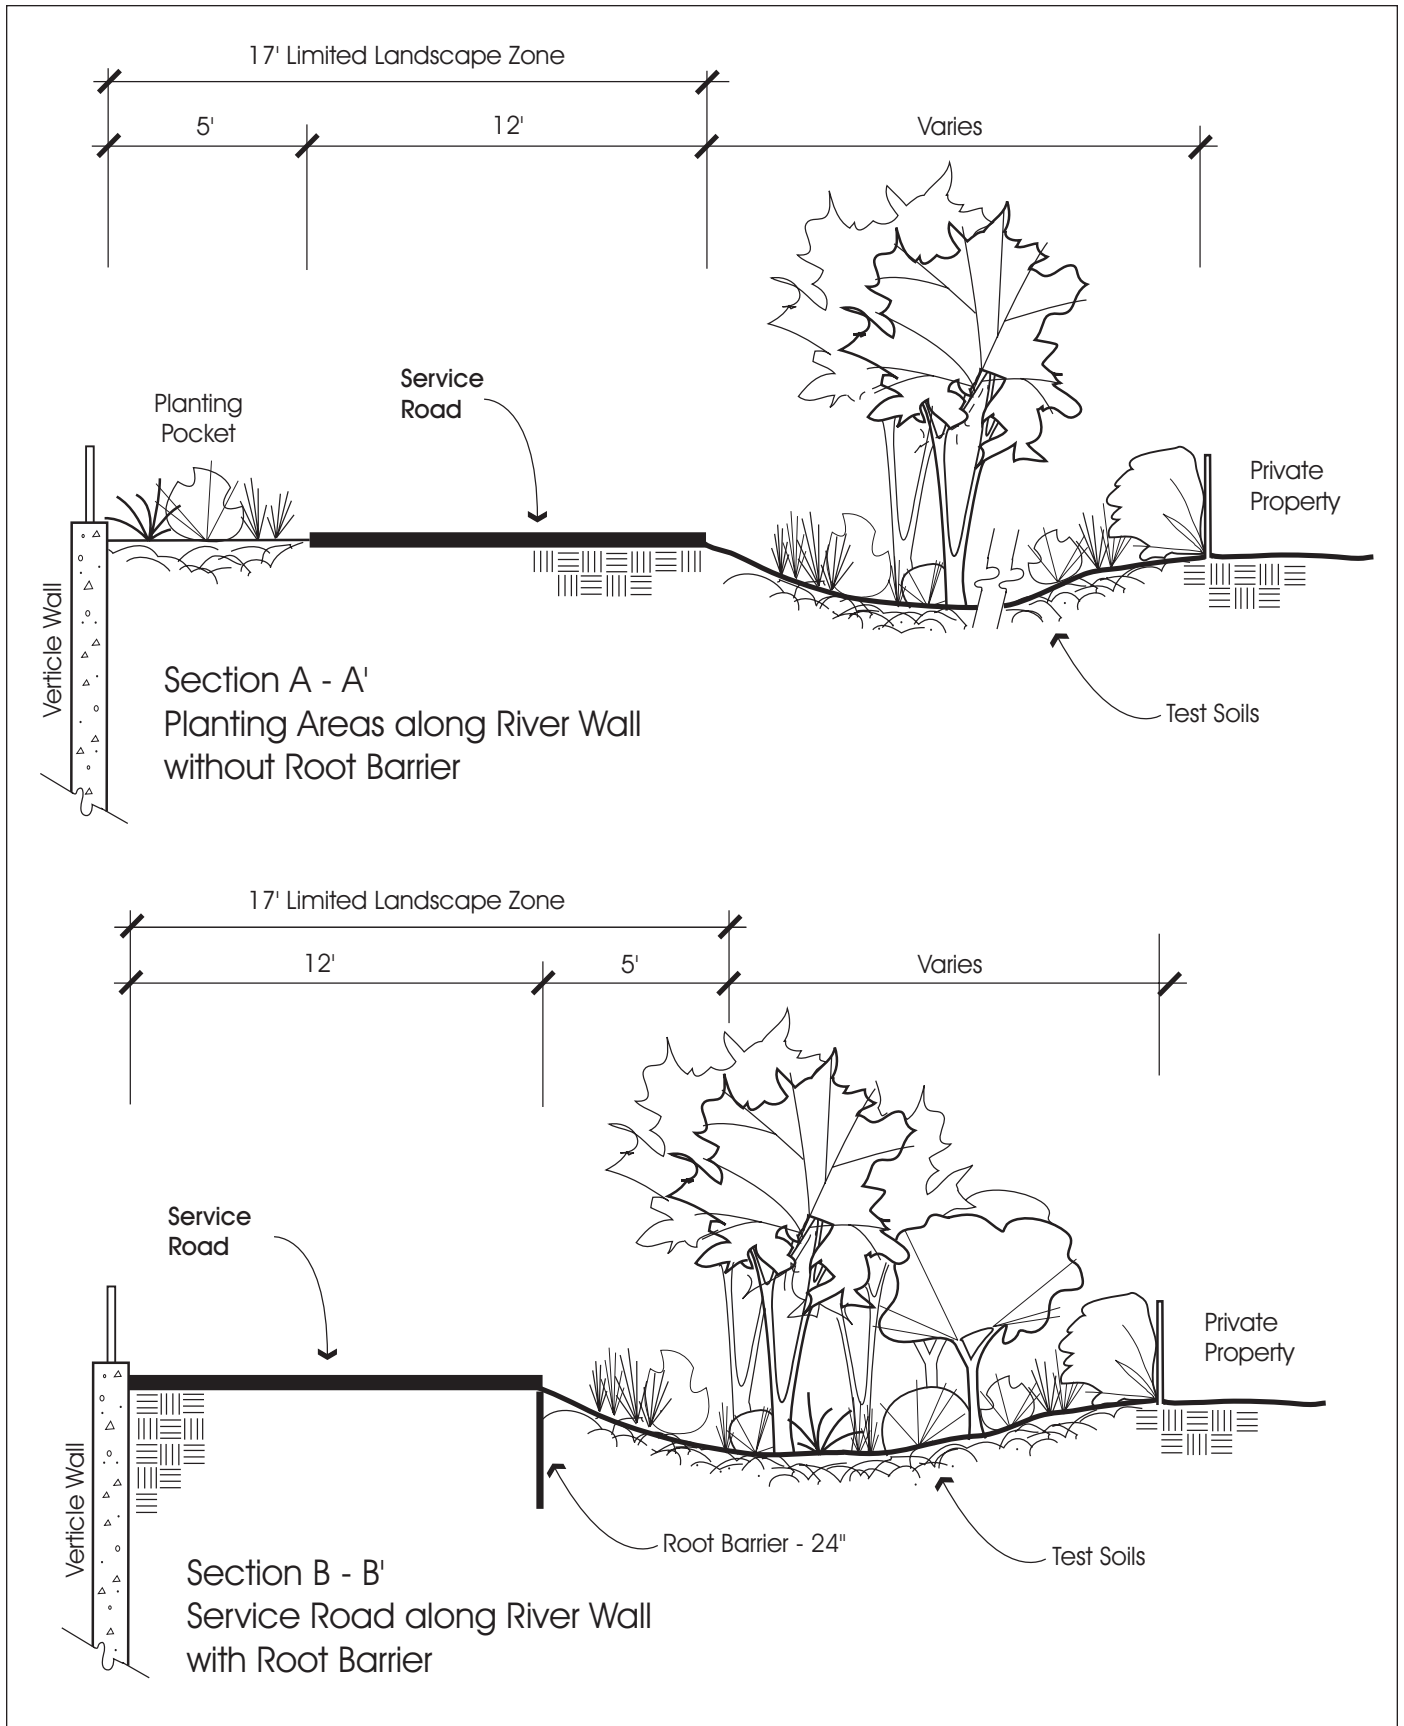 17' Limited Landscape Zone
5'
12'
Varies
Service
Road
Planting
Pocket
Private
Property
Verticle Wall
Section A - A'
Planting Areas along River Wall
without Root Barrier
Test Soils
17' Limited Landscape Zone
12'
5'
Varies
Service
Road
Private
Property
Verticle Wall
Root Barrier - 24"
Test Soils
Section B - B'
Service Road along River Wall
with Root Barrier